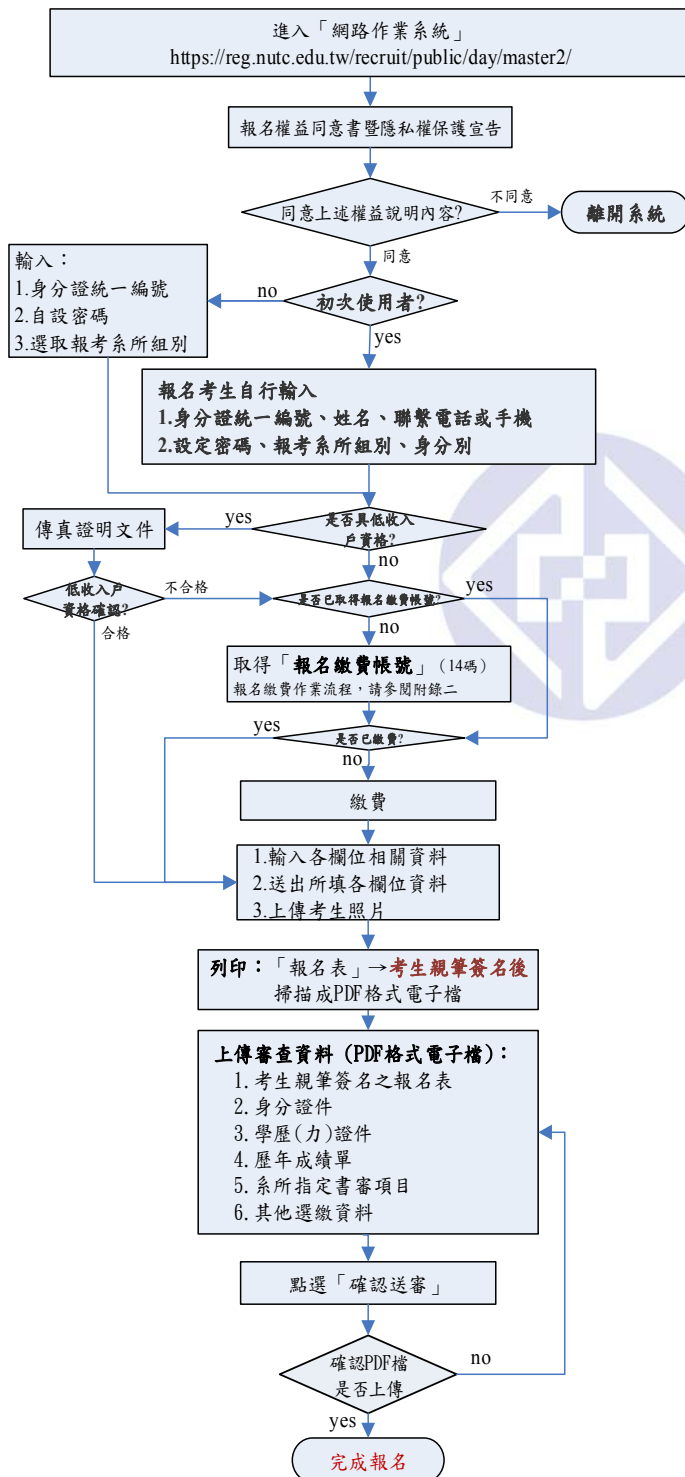 進入「網路作業系統」
https://reg.nutc.edu.tw/recruit/public/day/master2/
報名權益同意書暨隱私權保護宣告
同意上述權益說明內容?
不同意
離開系統
同意
輸入：
1.身分證統一編號
2.自設密碼
3.選取報考系所組別
no
初次使用者?
yes
報名考生自行輸入
1.身分證統一編號、姓名、聯繫電話或手機
2.設定密碼、報考系所組別、身分別
傳真證明文件
yes
是否具低收入
戶資格?
no
低收入戶
資格確認?
不合格
合格
是否已取得報名繳費帳號?
yes
no
取得「報名繳費帳號」（14碼）
報名繳費作業流程，請參閱附錄二
yes
是否已繳費?
no
繳費
1.輸入各欄位相關資料
2.送出所填各欄位資料
3.上傳考生照片
列印：「報名表」→考生親筆簽名後
掃描成PDF格式電子檔
上傳審查資料（PDF格式電子檔）：
1.考生親筆簽名之報名表
2.身分證件
3.學歷(力)證件
4.歷年成績單
5.系所指定書審項目
6.其他選繳資料
點選「確認送審」
確認PDF檔
是否上傳
no
yes
完成報名